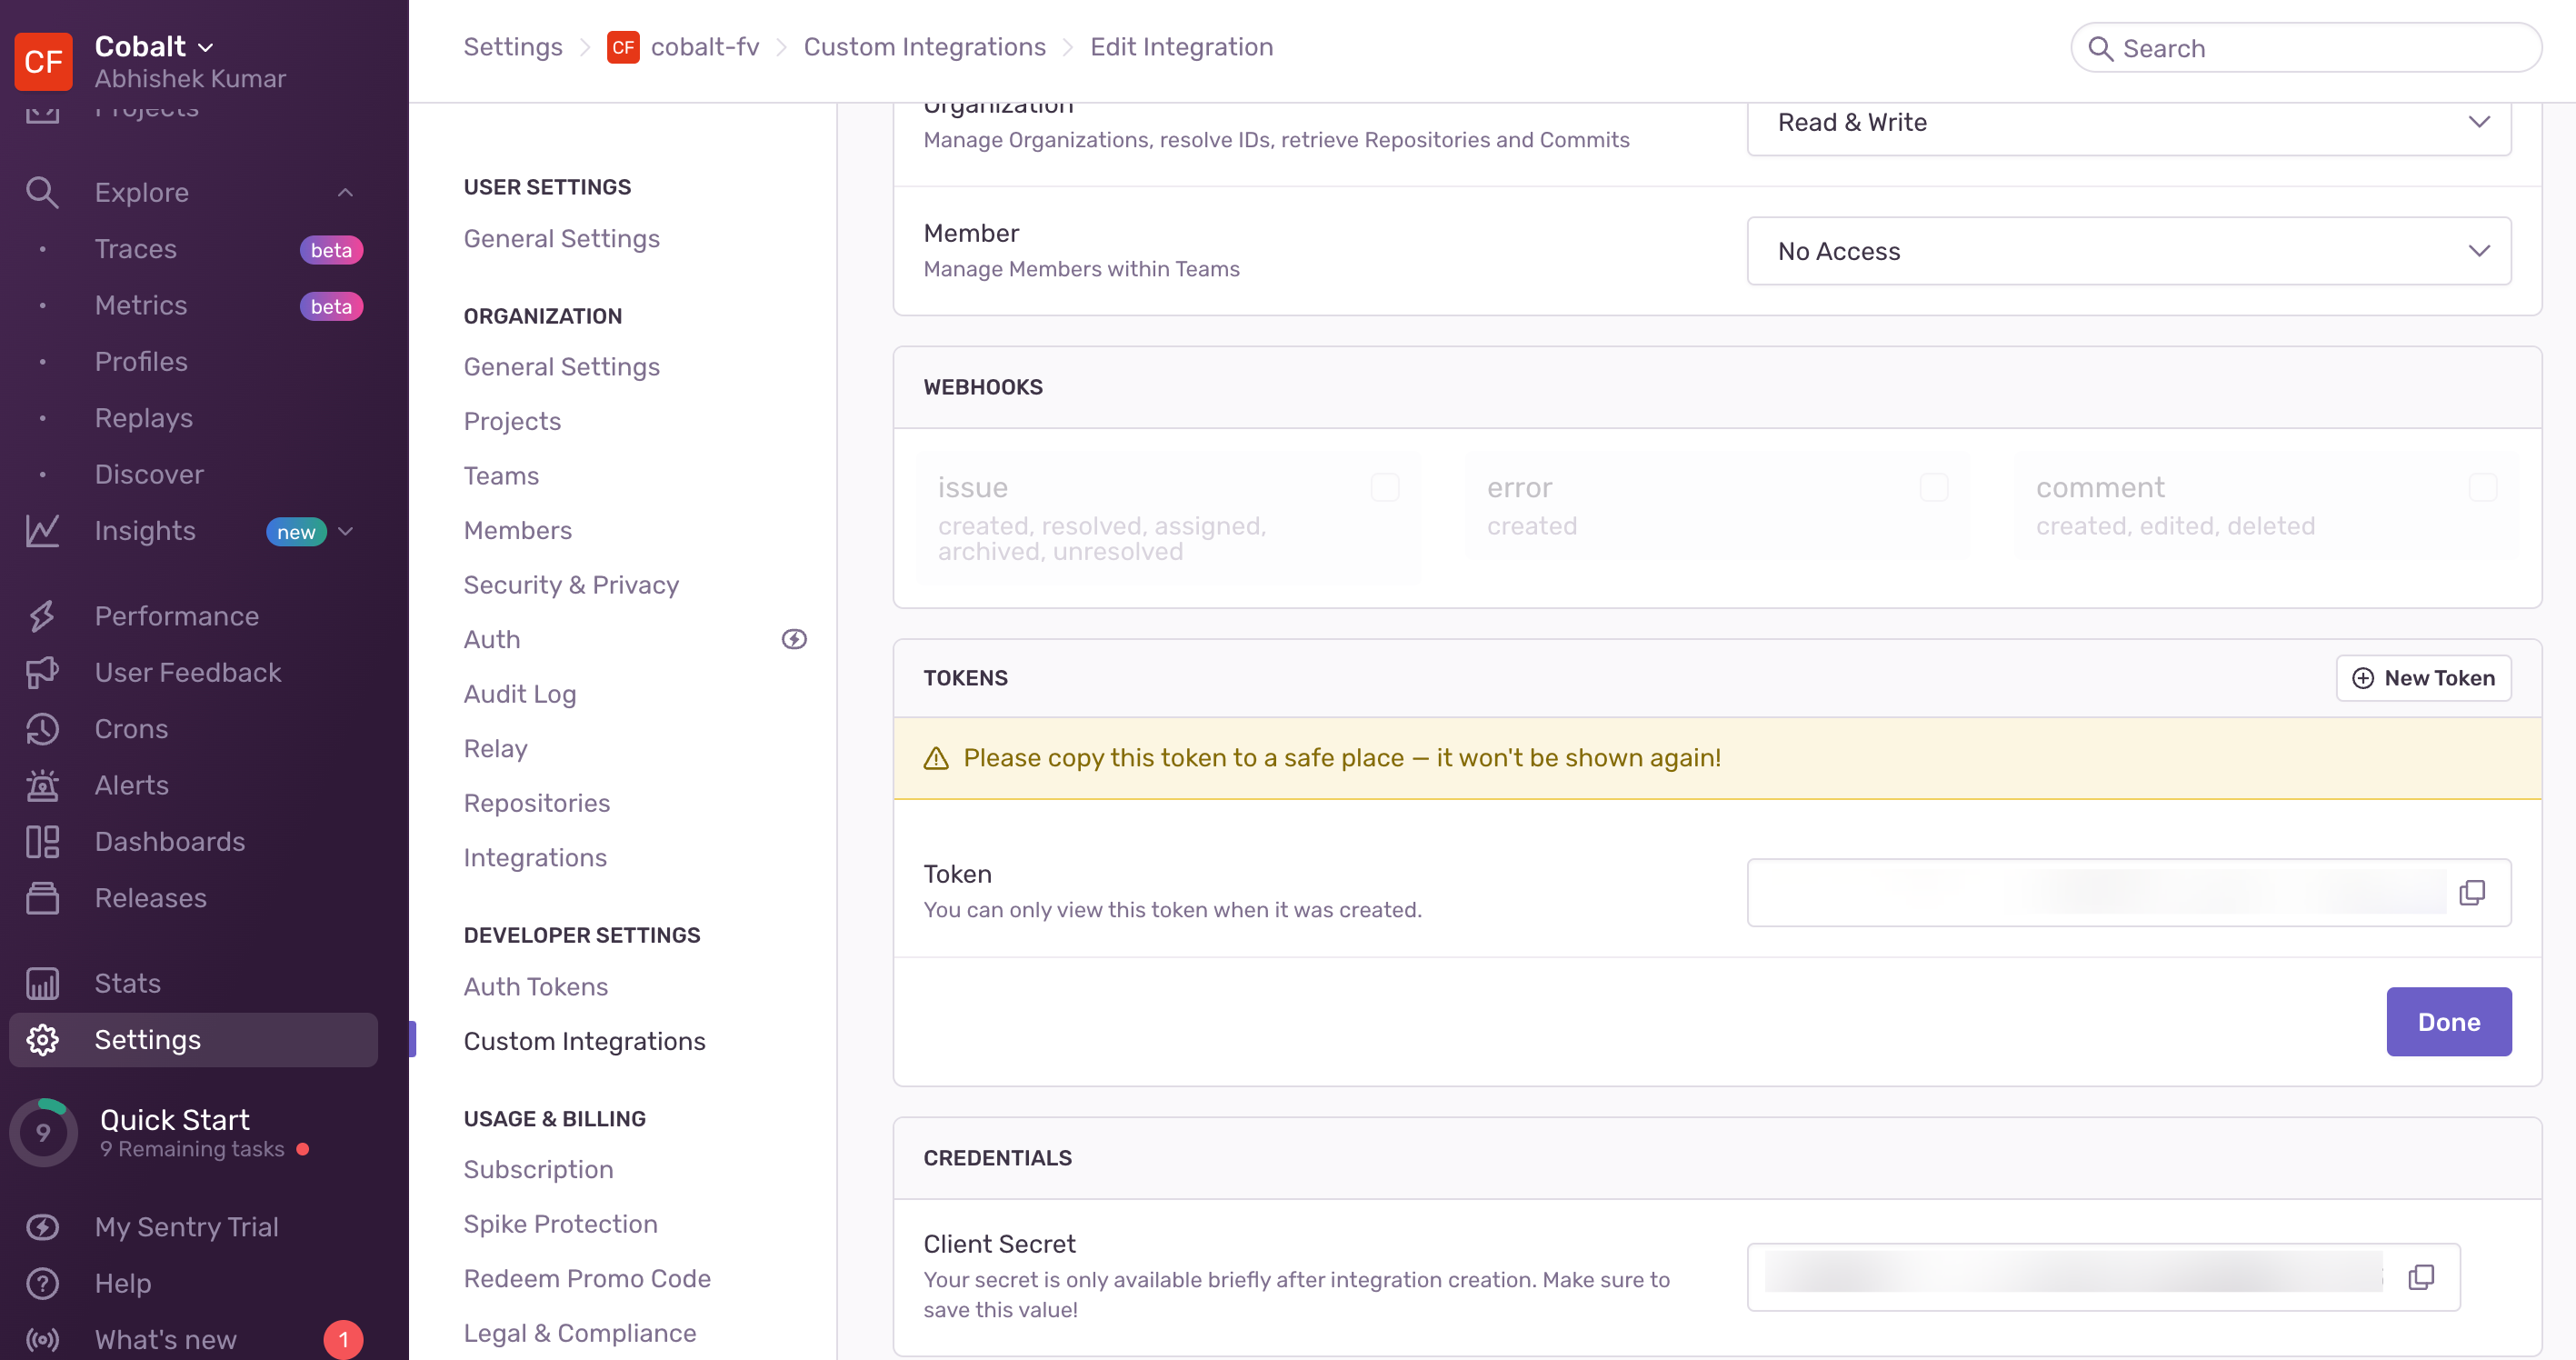 CF
Cobalt
Abhishek Kumar
Projects
Explore
Traces
beta
Metrics
beta
Profiles
Replays
Discover
Insights
new
Performance
User Feedback
Crons
Alerts
Dashboards
Releases
Stats
Settings
9
Quick Start
9 Remaining tasks
My Sentry Trial
Help
What's new
1
Settings
CF
cobalt-fv
Custom Integrations
Edit Integration
Search
USER SETTINGS
General Settings
ORGANIZATION
General Settings
Projects
Teams
Members
Security & Privacy
Auth
Audit Log
Relay
Repositories
Integrations
DEVELOPER SETTINGS
Auth Tokens
Custom Integrations
USAGE & BILLING
Subscription
Spike Protection
Redeem Promo Code
Legal & Compliance
Organization
Manage Organizations, resolve IDs, retrieve Repositories and Commits
Read & Write
Member
Manage Members within Teams
No Access
WEBHOOKS
issue
created, resolved, assigned,
archived, unresolved
error
created
comment
created, edited, deleted
TOKENS
New Token
Please copy this token to a safe place — it won't be shown again!
Token
You can only view this token when it was created.
Done
CREDENTIALS
Client Secret
Your secret is only available briefly after integration creation. Make sure to
save this value!